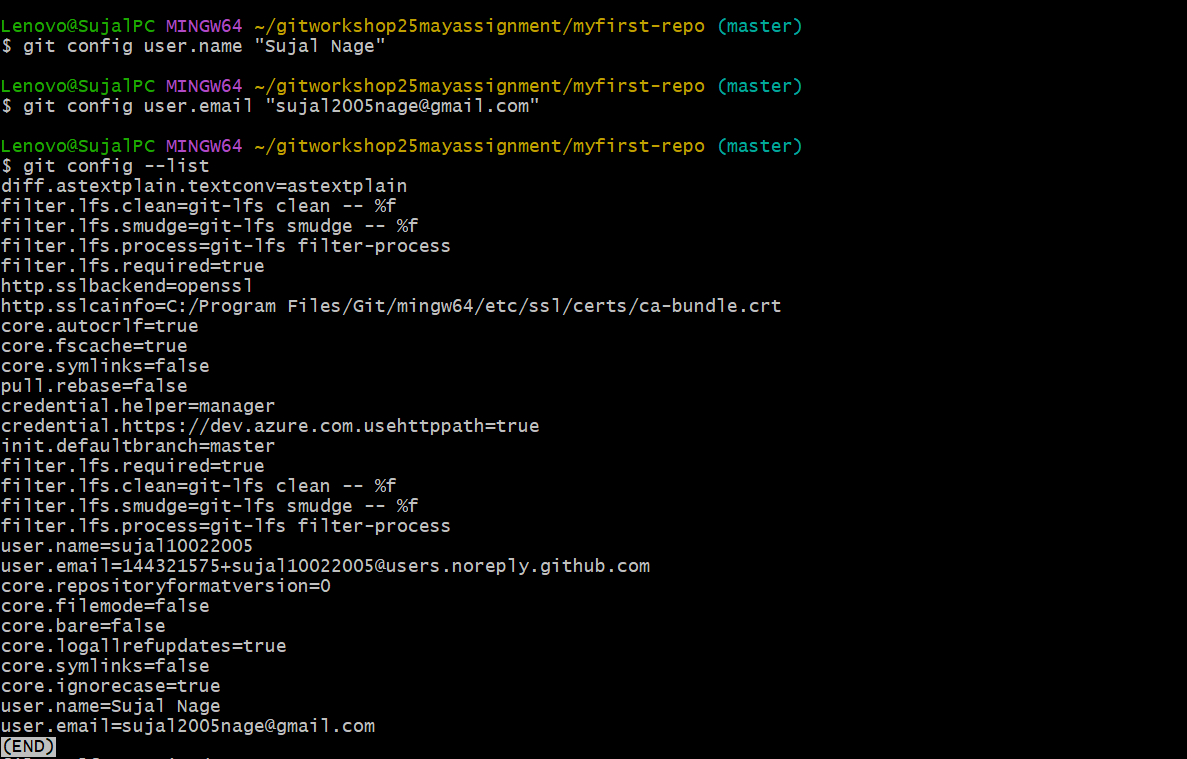 Lenovo@SujalPC MINGW64 ~/gitworkshop25mayassignment/myfirst-repo (master)
$ git config user.name "Sujal Nage"
Lenovo@SujalPC MINGW64 ~/gitworkshop25mayassignment/myfirst-repo (master)
$ git config user.email "sujal2005nage@gmail.com"
Lenovo@SujalPC MINGW64 ~/gitworkshop25mayassignment/myfirst-repo (master)
$ git config --list
diff.astextplain.textconv=astextplain
filter.lfs.clean=git-lfs clean -- %f
filter.lfs.smudge=git-lfs smudge -- %f
filter.lfs.process=git-lfs filter-process
filter.lfs.required=true
http.sslbackend=openssl
http.sslcainfo=C:/Program Files/Git/mingw64/etc/ssl/certs/ca-bundle.crt
core.autocrlf=true
core.fscache=true
core.symlinks=false
pull.rebase=false
credential.helper=manager
credential.https://dev.azure.com.usehttppath=true
init.defaultbranch=master
filter.lfs.required=true
filter.lfs.clean=git-lfs clean -- %f
filter.lfs.smudge=git-lfs smudge -- %f
filter.lfs.process=git-lfs filter-process
user.name=sujal10022005
user.email=144321575+sujal10022005@users.noreply.github.com
core.repositoryformatversion=0
core.filemode=false
core.bare=false
core.logallrefupdates=true
core.symlinks=false
core.ignorecase=true
user.name=Sujal Nage
user.email=sujal2005nage@gmail.com
(END)